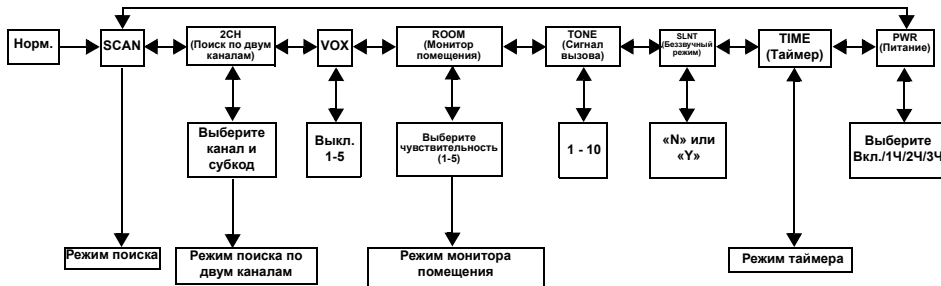 Норм.
SCAN
2CH
(Поиск по двум
каналам)
VOX
ROOM
(Монитор
помещения)
TONE
(Сигнал
вызова)
SLNT
(Беззвучный
режим)
TIME
(Таймер)
PWR
(Питание)
Выберите
канал и
субкод
Выкл.
1-5
Выберите
чувствительность
(1-5)
1 - 10
«N» или
«Y»
Выберите
Вкл./1Ч/2Ч/3Ч
Режим поиска
Режим поиска по
двум каналам
Режим монитора
помещения
Режим таймера